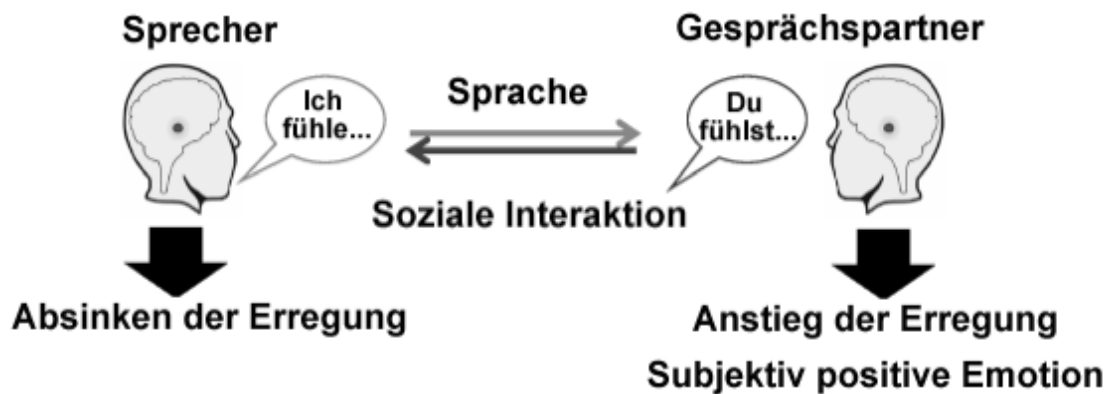 Sprecher
Gesprächspartner
Ich
fühle...
Sprache
Du
fühlst...
Soziale Interaktion
Absinken der Erregung
Anstieg der Erregung
Subjektiv positive Emotion